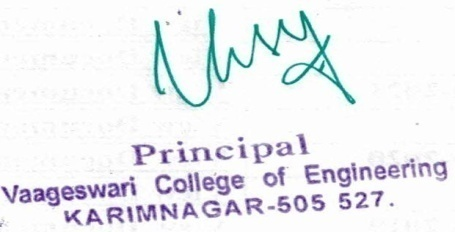 Principal
Vaageswari College of Engineering
KARIMNAGAR-505 527.